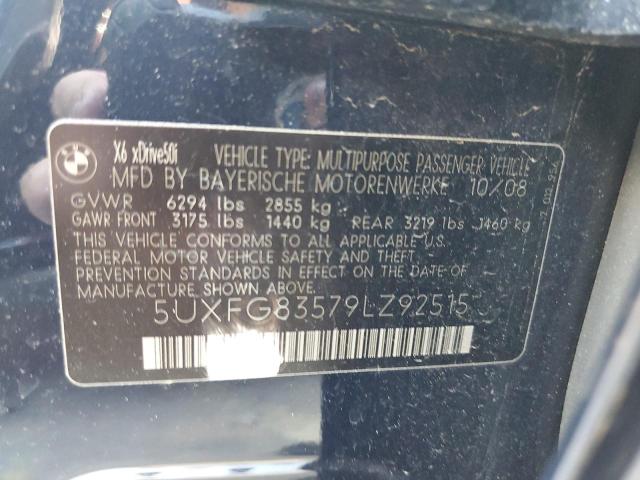 BMW
X6 xDrive50i VEHICLE TYPE: MULTIPURPOSE PASSENGER VEHICLE
MFD BY BAYERISCHE MOTORENWERKE 10/08
GVWR 6294 lbs 2855 kg
GAWR FRONT 3175 lbs 1440 kg REAR 3219 lbs 1460 kg
THIS VEHICLE CONFORMS TO ALL APPLICABLE U.S.
FEDERAL MOTOR VEHICLE SAFETY AND THEFT
PREVENTION STANDARDS IN EFFECT ON THE DATE OF
MANUFACTURE SHOWN ABOVE.
5UXFG83579LZ92515